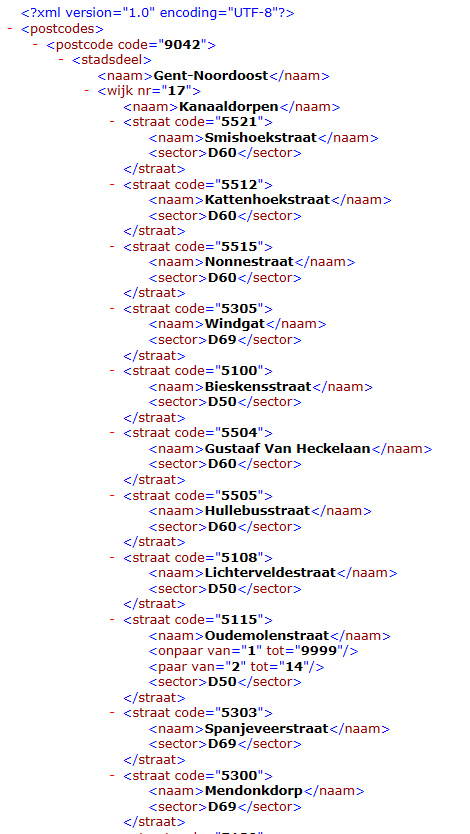 <?xml version="1.0" encoding="UTF-8"?>
- <postcodes>
- <postcode code="9042">
- <stadsdeel>
<naam>Gent-Noordoost</naam>
- <wijk nr="17">
<naam>Kanaaldorpen</naam>
- <straat code="5521">
<naam>Smishoekstraat</naam>
<sector>D60</sector>
</straat>
- <straat code="5512">
<naam>Kattenhoekstraat</naam>
<sector>D60</sector>
</straat>
- <straat code="5515">
<naam>Nonnestraat</naam>
<sector>D60</sector>
</straat>
- <straat code="5305">
<naam>Windgat</naam>
<sector>D69</sector>
</straat>
- <straat code="5100">
<naam>Bieskensstraat</naam>
<sector>D50</sector>
</straat>
- <straat code="5504">
<naam>Gustaaf Van Heckelaan</naam>
<sector>D60</sector>
</straat>
- <straat code="5505">
<naam>Hullebusstraat</naam>
<sector>D60</sector>
</straat>
- <straat code="5108">
<naam>Lichterveldestraat</naam>
<sector>D50</sector>
</straat>
- <straat code="5115">
<naam>Oudemolenstraat</naam>
<onpaar van="1" tot="9999"/>
<paar van="2" tot="14"/>
<sector>D50</sector>
</straat>
- <straat code="5303">
<naam>Spanjeveerstraat</naam>
<sector>D69</sector>
</straat>
- <straat code="5300">
<naam>Mendonkdorp</naam>
<sector>D69</sector>
</straat>